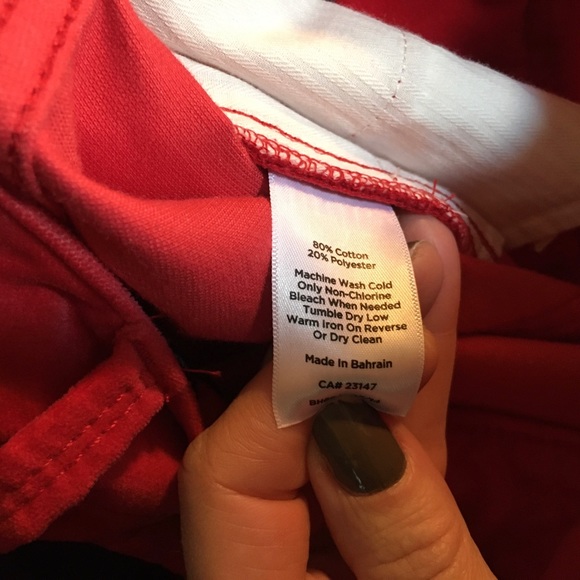 80% Cotton
20% Polyester
Machine Wash Cold
Only Non-Chlorine
Bleach When Needed
Tumble Dry Low
Warm Iron On Reverse
Or Dry Clean
Made In Bahrain
CA# 23147